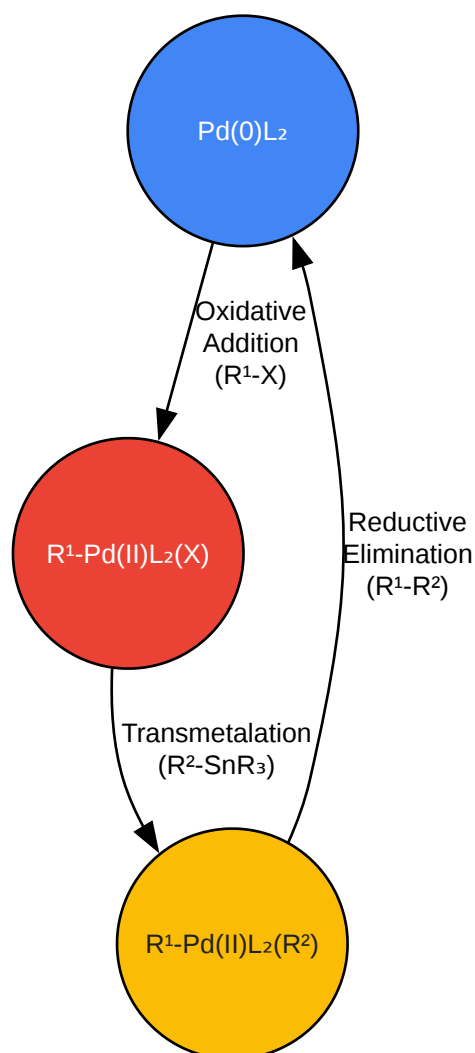 Pd(0)L₂
Oxidative
Addition
(R¹-X)
R¹-Pd(II)L₂(X)
Reductive
Elimination
(R¹-R²)
Transmetalation
(R²-SnR₃)
R¹-Pd(II)L₂(R²)